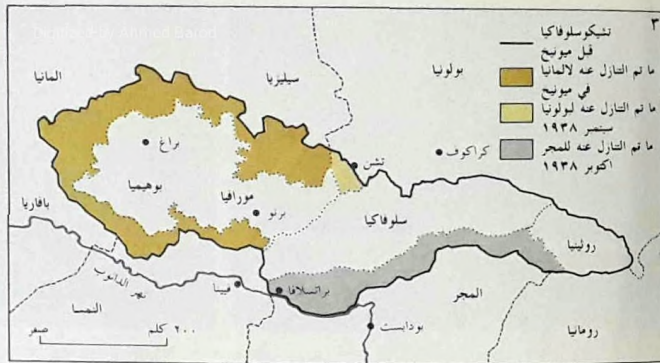 ٣
تشيكوسلوفاكيا
قبل ميونيخ
ما تم التنازل عنه لالمانيا
في ميونيخ
ما تم التنازل عنه لبولونيا
سبتمبر ١٩٣٨
ما تم التنازل عنه للمجر
اكتوبر ١٩٣٨
بولونيا
سيليزيا
المانيا
براغ
تشن
كراكوف
بوهيميا
مورافيا
برنو
سلوفاكيا
روثينيا
بافاريا
نهر الدانوب
فيينا
براتسلافا
المجر
النمسا
بودابست
رومانيا
صفر
٢٠٠ كلم